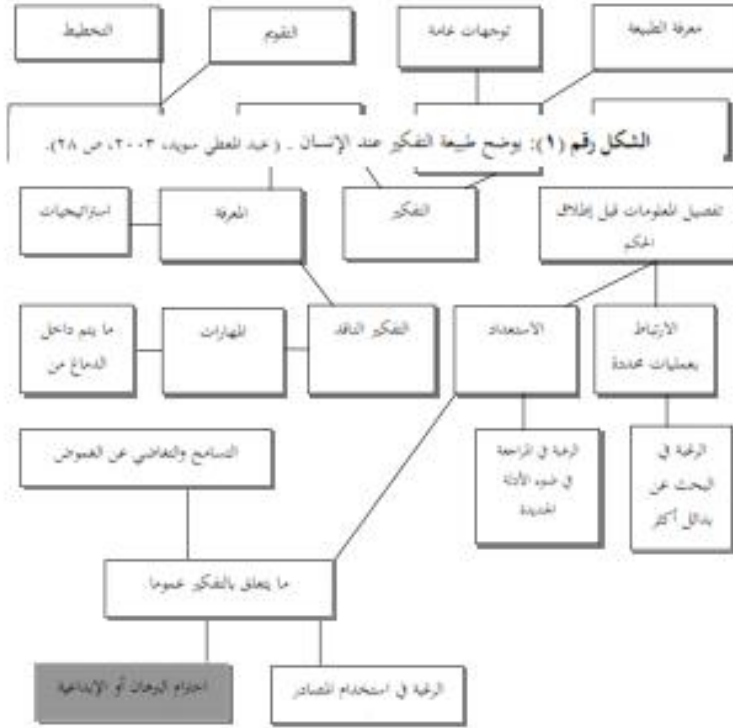 معرفة الطبيعة
توجهات عامة
التقويم
التخطيط
الشكل رقم (١): يوضح طبيعة التفكير عند الإنسان . (عبد المعطي سويد، ٢٠٠٣، ص ٢٨).
تفصيل المعلومات قبل إطلاق
الحكم
التفكير
المعرفة
استراتيجيات
الارتباط
بعمليات محددة
الاستعداد
التفكير الناقد
المهارات
ما يتم داخل
الدماغ من
الرغبة في
البحث عن
بدائل أكثر
الرغبة في المراجعة
في ضوء الأدلة
الجديدة
التسامح والتغاضي عن الغموض
ما يتعلق بالتفكير عموما
الرغبة في استخدام المصادر
احترام البرهان أو الإبداعية